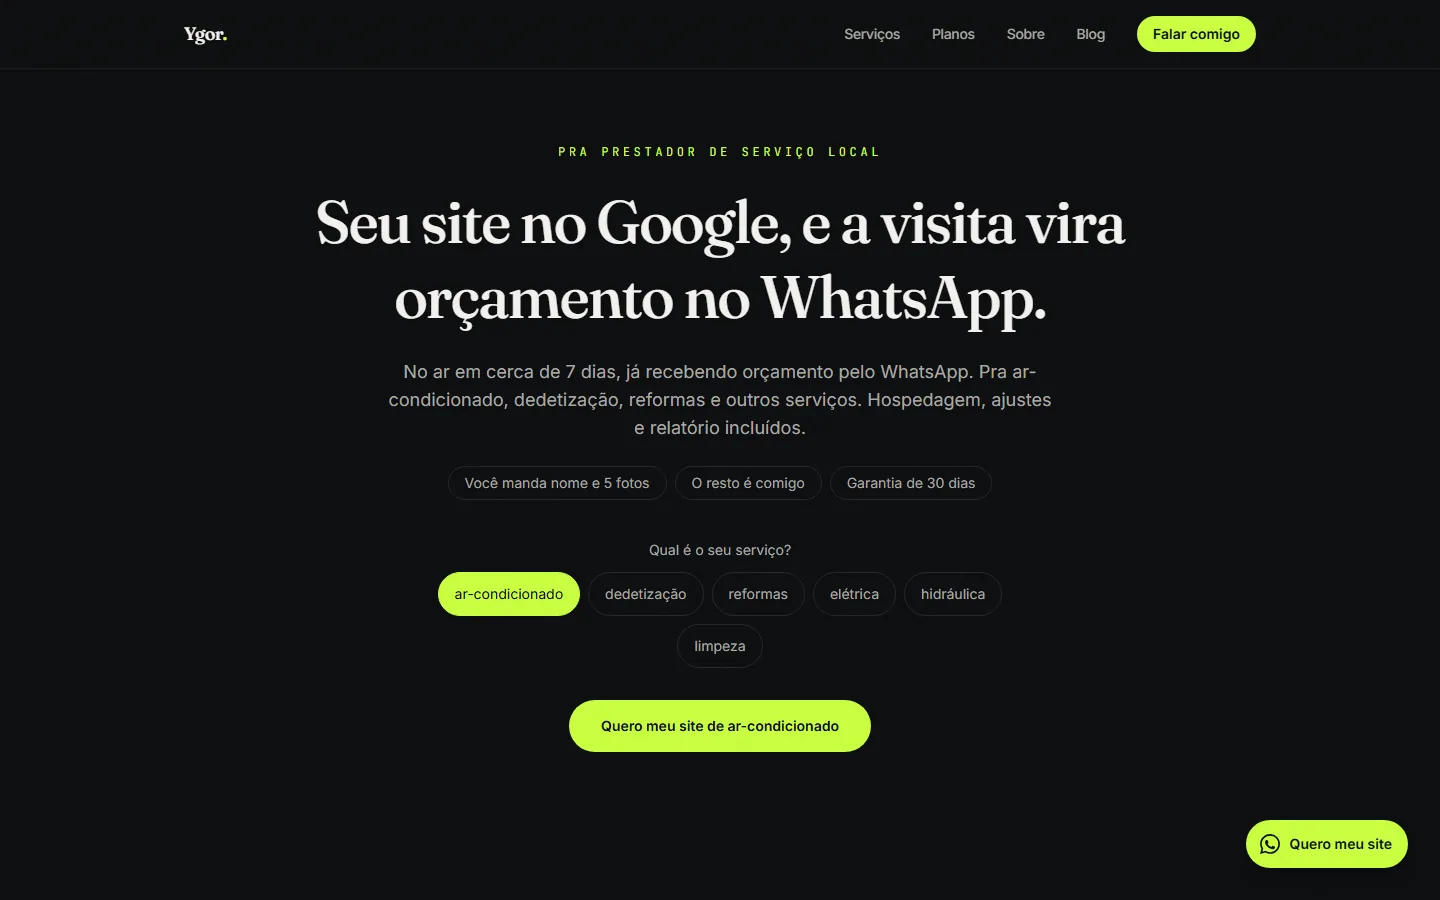 Ygor.
Serviços
Planos
Sobre
Blog
Falar comigo
PRA PRESTADOR DE SERVIÇO LOCAL
Seu site no Google, e a visita vira
orçamento no WhatsApp.
No ar em cerca de 7 dias, já recebendo orçamento pelo WhatsApp. Pra ar-
condicionado, dedetização, reformas e outros serviços. Hospedagem, ajustes
e relatório incluídos.
Você manda nome e 5 fotos
O resto é comigo
Garantia de 30 dias
Qual é o seu serviço?
ar-condicionado
dedetização
reformas
elétrica
hidráulica
limpeza
Quero meu site de ar-condicionado
Quero meu site